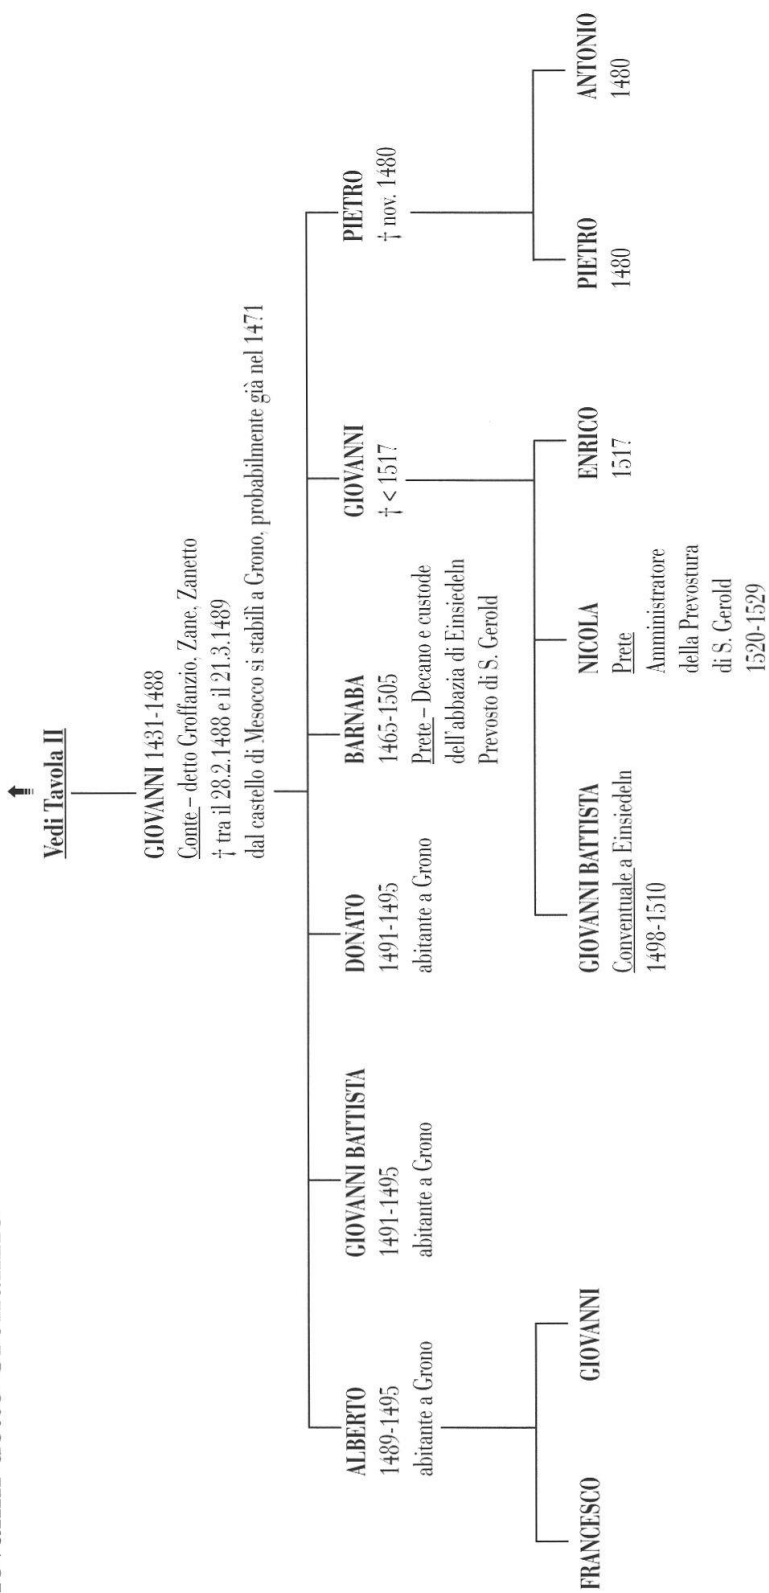 Vedi Tavola II
GIOVANNI 1431-1488
Conte – detto Groffanzio, Zane, Zanetto
† tra il 28.2.1488 e il 21.3.1489
dal castello di Mesocco si stabilì a Grono, probabilmente già nel 1471
ALBERTO
1489-1495
abitante a Grono
GIOVANNI BATTISTA
1491-1495
abitante a Grono
DONATO
1491-1495
abitante a Grono
BARNABA
1465-1505
Prete – Decano e custode
dell'abbazia di Einsiedeln
Prevosto di S. Gerold
GIOVANNI
† < 1517
PIETRO
† nov. 1480
FRANCESCO
GIOVANNI
GIOVANNI BATTISTA
Conventuale a Einsiedeln
1498-1510
NICOLA
Prete
Amministratore
della Prevostura
di S. Gerold
1520-1529
ENRICO
1517
PIETRO
1480
ANTONIO
1480